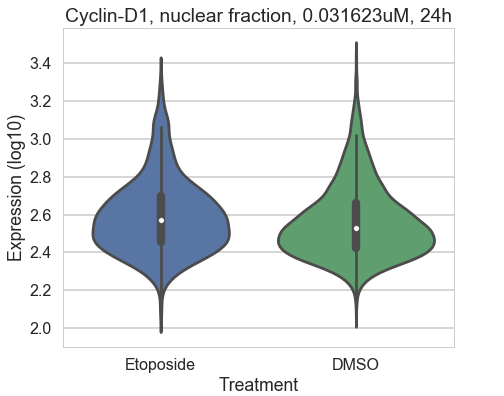 Cyclin-D1, nuclear fraction, 0.031623uM, 24h
Expression (log10)
3.4
3.2
3.0
2.8
2.6
2.4
2.2
2.0
Etoposide
DMSO
Treatment